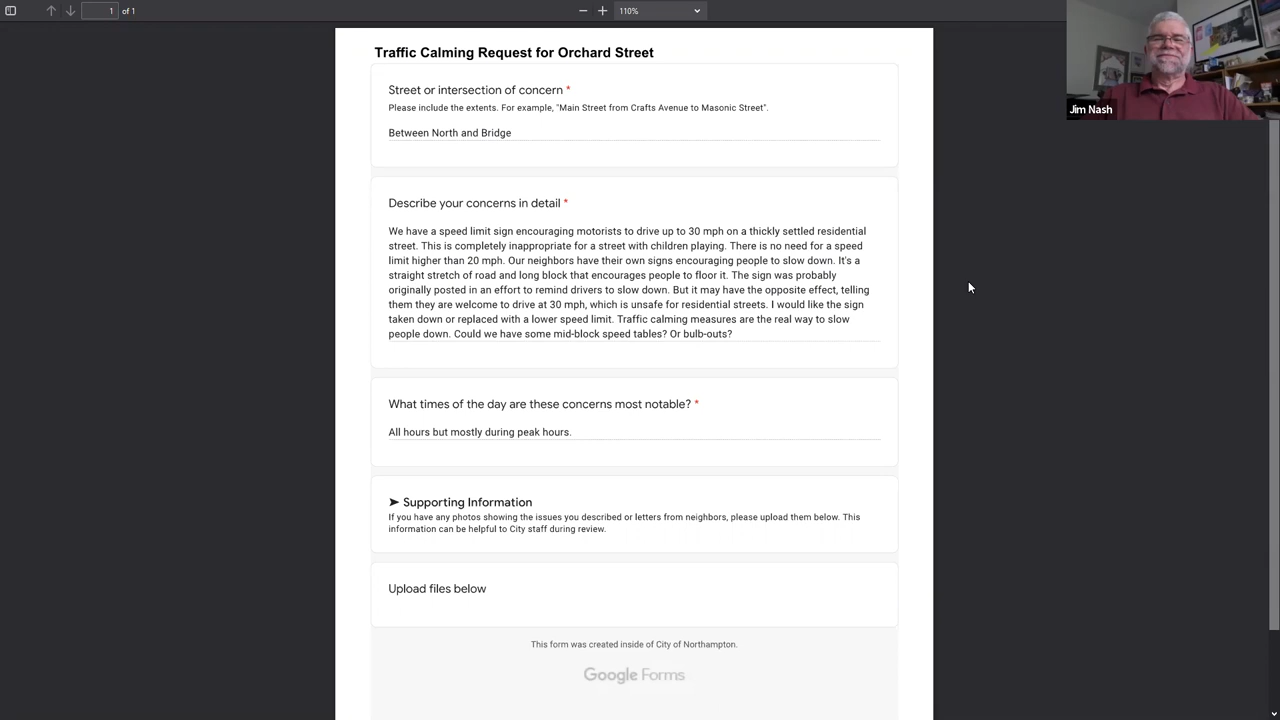 1 of 1
110%
Jim Nash
Traffic Calming Request for Orchard Street
Street or intersection of concern *
Please include the extents. For example, "Main Street from Crafts Avenue to Masonic Street".
Between North and Bridge
Describe your concerns in detail *
We have a speed limit sign encouraging motorists to drive up to 30 mph on a thickly settled residential
street. This is completely inappropriate for a street with children playing. There is no need for a speed
limit higher than 20 mph. Our neighbors have their own signs encouraging people to slow down. It's a
straight stretch of road and long block that encourages people to floor it. The sign was probably
originally posted in an effort to remind drivers to slow down. But it may have the opposite effect, telling
them they are welcome to drive at 30 mph, which is unsafe for residential streets. I would like the sign
taken down or replaced with a lower speed limit. Traffic calming measures are the real way to slow
people down. Could we have some mid-block speed tables? Or bulb-outs?
What times of the day are these concerns most notable? *
All hours but mostly during peak hours.
➤ Supporting Information
If you have any photos showing the issues you described or letters from neighbors, please upload them below. This
information can be helpful to City staff during review.
Upload files below
This form was created inside of City of Northampton.
Google Forms